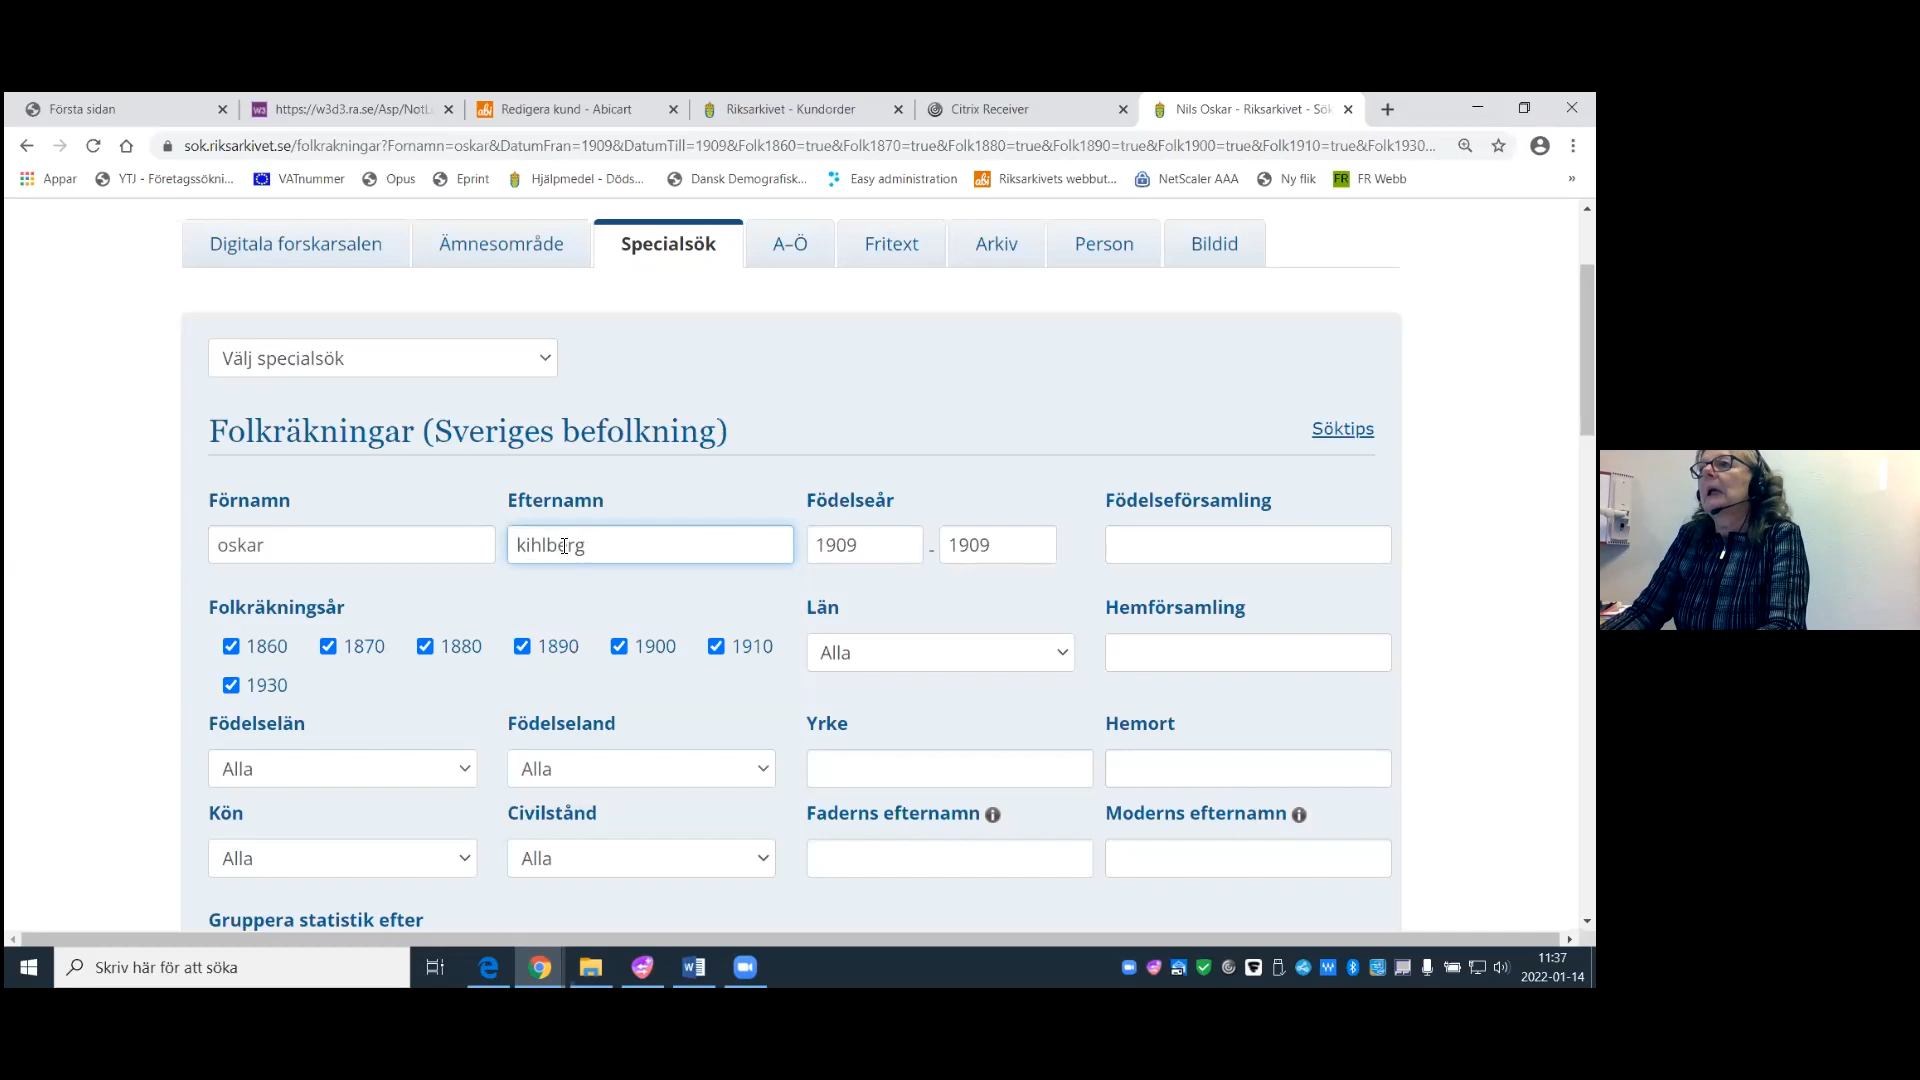 Första sidan
https://w3d3.ra.se/Asp/NotL
Redigera kund - Abicart
Riksarkivet - Kundorder
Citrix Receiver
Nils Oskar - Riksarkivet - Sök
sok.riksarkivet.se/folkrakningar?Fornamn=oskar&DatumFran=1909&DatumTill=1909&Folk1860=true&Folk1870=true&Folk1880=true&Folk1890=true&Folk1900=true&Folk1910=true&Folk1930...
Appar
YTJ - Företagssökni...
VATnummer
Opus
Eprint
Hjälpmedel - Döds...
Dansk Demografisk...
Easy administration
Riksarkivets webbut...
NetScaler AAA
Ny flik
FR FR Webb
»
Digitala forskarsalen
Ämnesområde
Specialsök
A–Ö
Fritext
Arkiv
Person
Bildid
Välj specialsök
Folkräkningar (Sveriges befolkning)
Söktips
Förnamn
Efternamn
Födelseår
Födelseförsamling
oskar
kihlberg
1909 - 1909
Folkräkningsår
Län
Hemförsamling
1860 1870 1880 1890 1900 1910
Alla
1930
Födelselän
Födelseland
Yrke
Hemort
Alla
Alla
Kön
Civilstånd
Faderns efternamn
Moderns efternamn
Alla
Alla
Gruppera statistik efter
Skriv här för att söka
11:37
2022-01-14